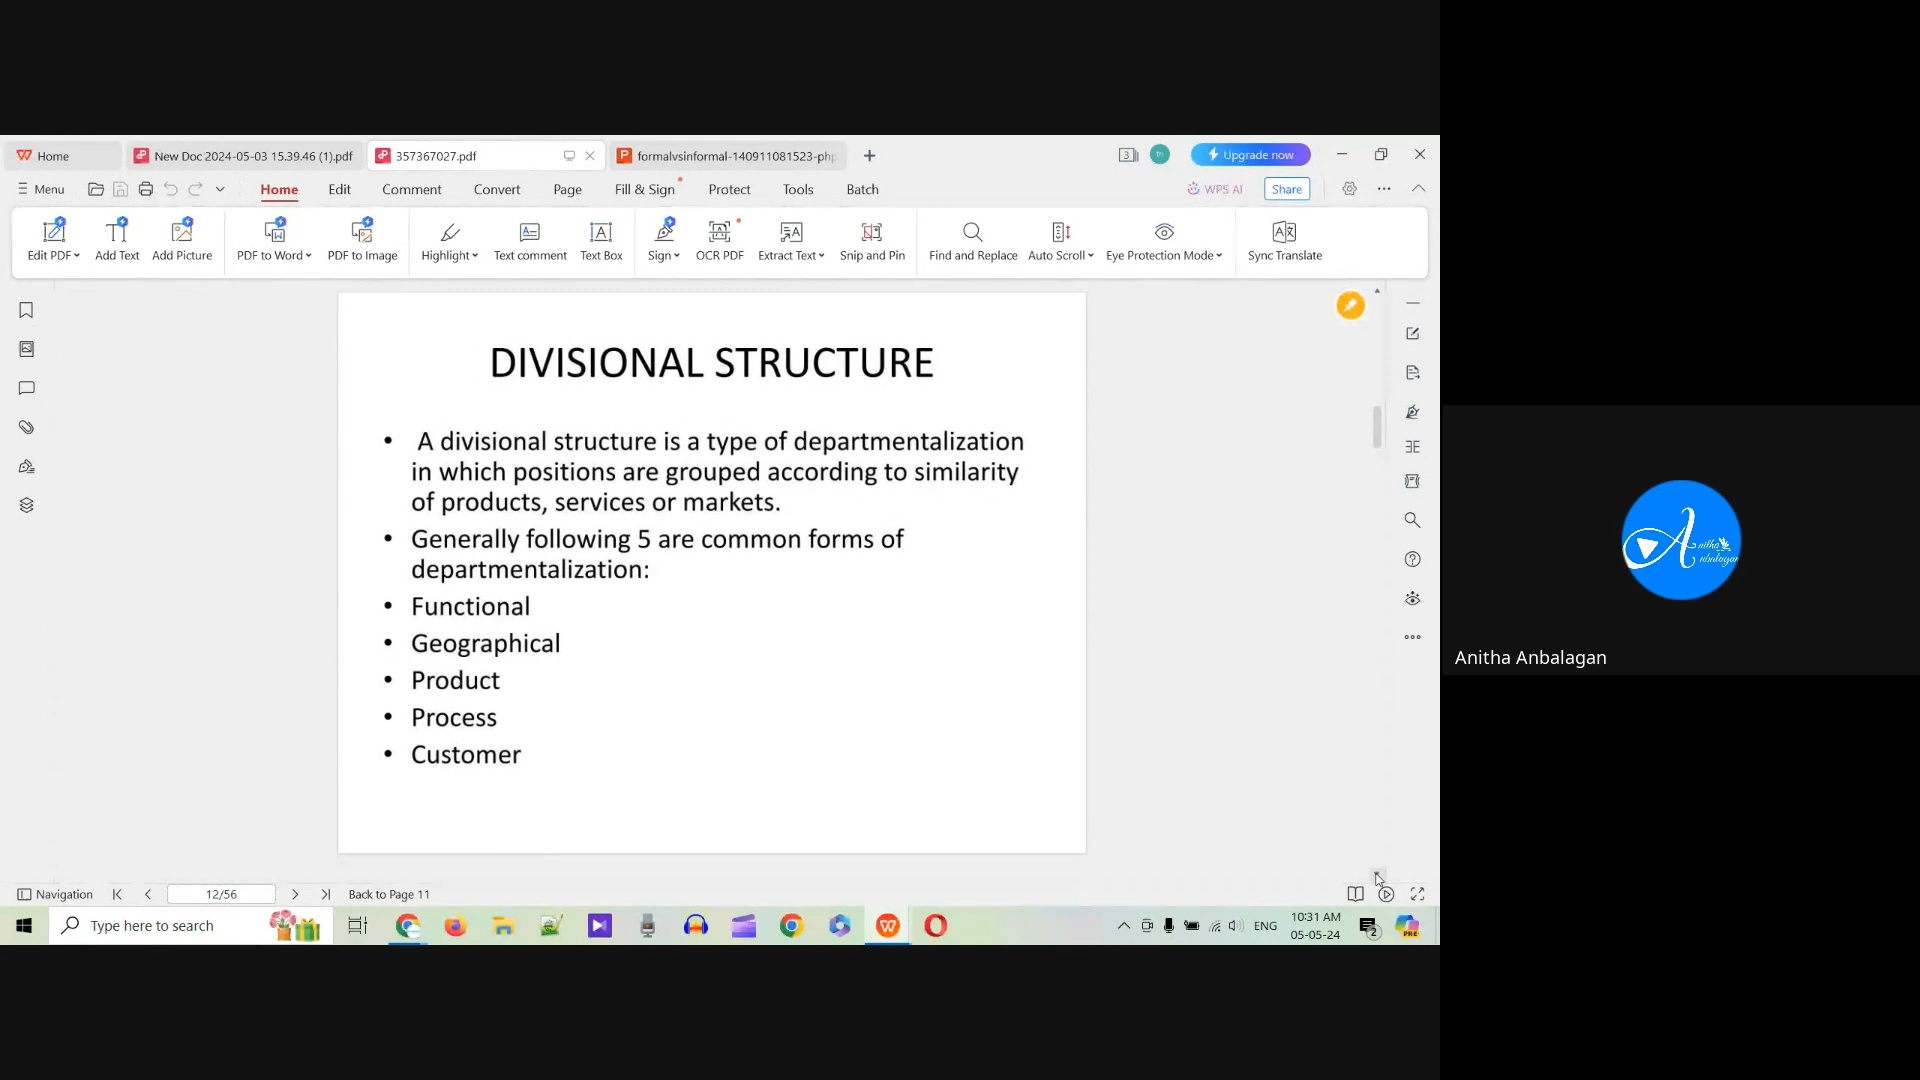 Home
New Doc 2024-05-03 15.39.46 (1).pdf
357367027.pdf
formalvsinformal-140911081523-php
3
Upgrade now
Menu
Home
Edit
Comment
Convert
Page
Fill & Sign
Protect
Tools
Batch
WPS AI
Share
Edit PDF
Add Text
Add Picture
PDF to Word
PDF to Image
Highlight
Text comment
Text Box
Sign
OCR PDF
Extract Text
Snip and Pin
Find and Replace
Auto Scroll
Eye Protection Mode
Sync Translate
DIVISIONAL STRUCTURE
• A divisional structure is a type of departmentalization
in which positions are grouped according to similarity
of products, services or markets.
• Generally following 5 are common forms of
departmentalization:
• Functional
• Geographical
• Product
• Process
• Customer
Anitha Anbalagan
Navigation
12/56
Back to Page 11
Type here to search
ENG
10:31 AM
05-05-24
2
PRE